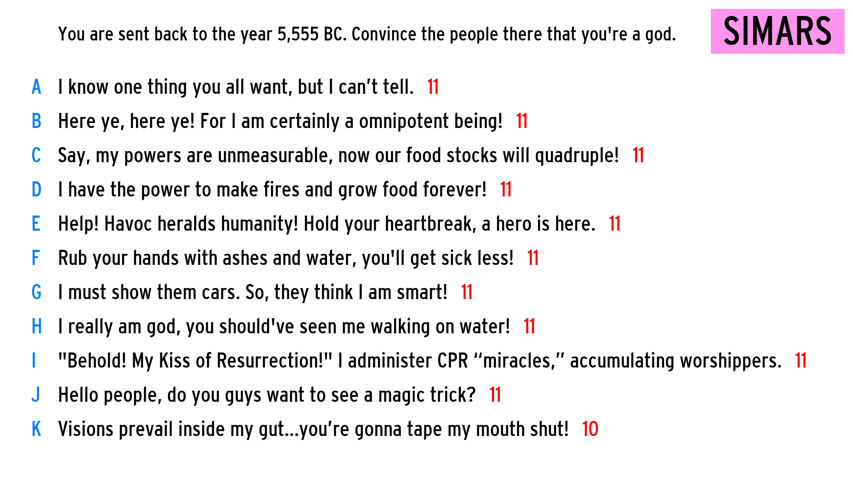 You are sent back to the year 5,555 BC. Convince the people there that you're a god.
SIMARS
A I know one thing you all want, but I can’t tell. 11
B Here ye, here ye! For I am certainly a omnipotent being! 11
C Say, my powers are unmeasurable, now our food stocks will quadruple! 11
D I have the power to make fires and grow food forever! 11
E Help! Havoc heralds humanity! Hold your heartbreak, a hero is here. 11
F Rub your hands with ashes and water, you'll get sick less! 11
G I must show them cars. So, they think I am smart! 11
H I really am god, you should've seen me walking on water! 11
I "Behold! My Kiss of Resurrection!" I administer CPR “miracles,” accumulating worshippers. 11
J Hello people, do you guys want to see a magic trick? 11
K Visions prevail inside my gut...you’re gonna tape my mouth shut! 10